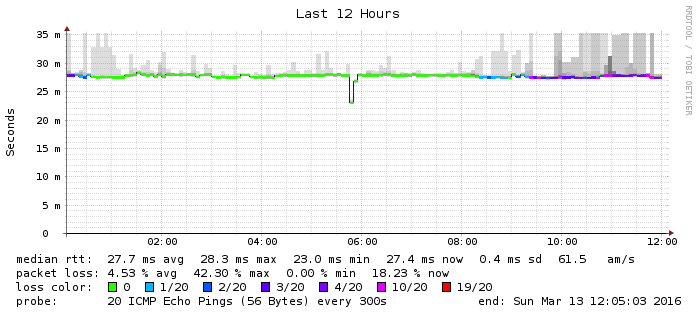 Last 12 Hours
RRDTOOL / TOBI OETIKER
Seconds
35 m
30 m
25 m
20 m
15 m
10 m
5 m
0
02:00 04:00 06:00 08:00 10:00 12:00
median rtt: 27.7 ms avg 28.3 ms max 23.0 ms min 27.4 ms now 0.4 ms sd 61.5 am/s
packet loss: 4.53 % avg 42.30 % max 0.00 % min 18.23 % now
loss color: 0 1/20 2/20 3/20 4/20 10/20 19/20
probe: 20 ICMP Echo Pings (56 Bytes) every 300s end: Sun Mar 13 12:05:03 2016